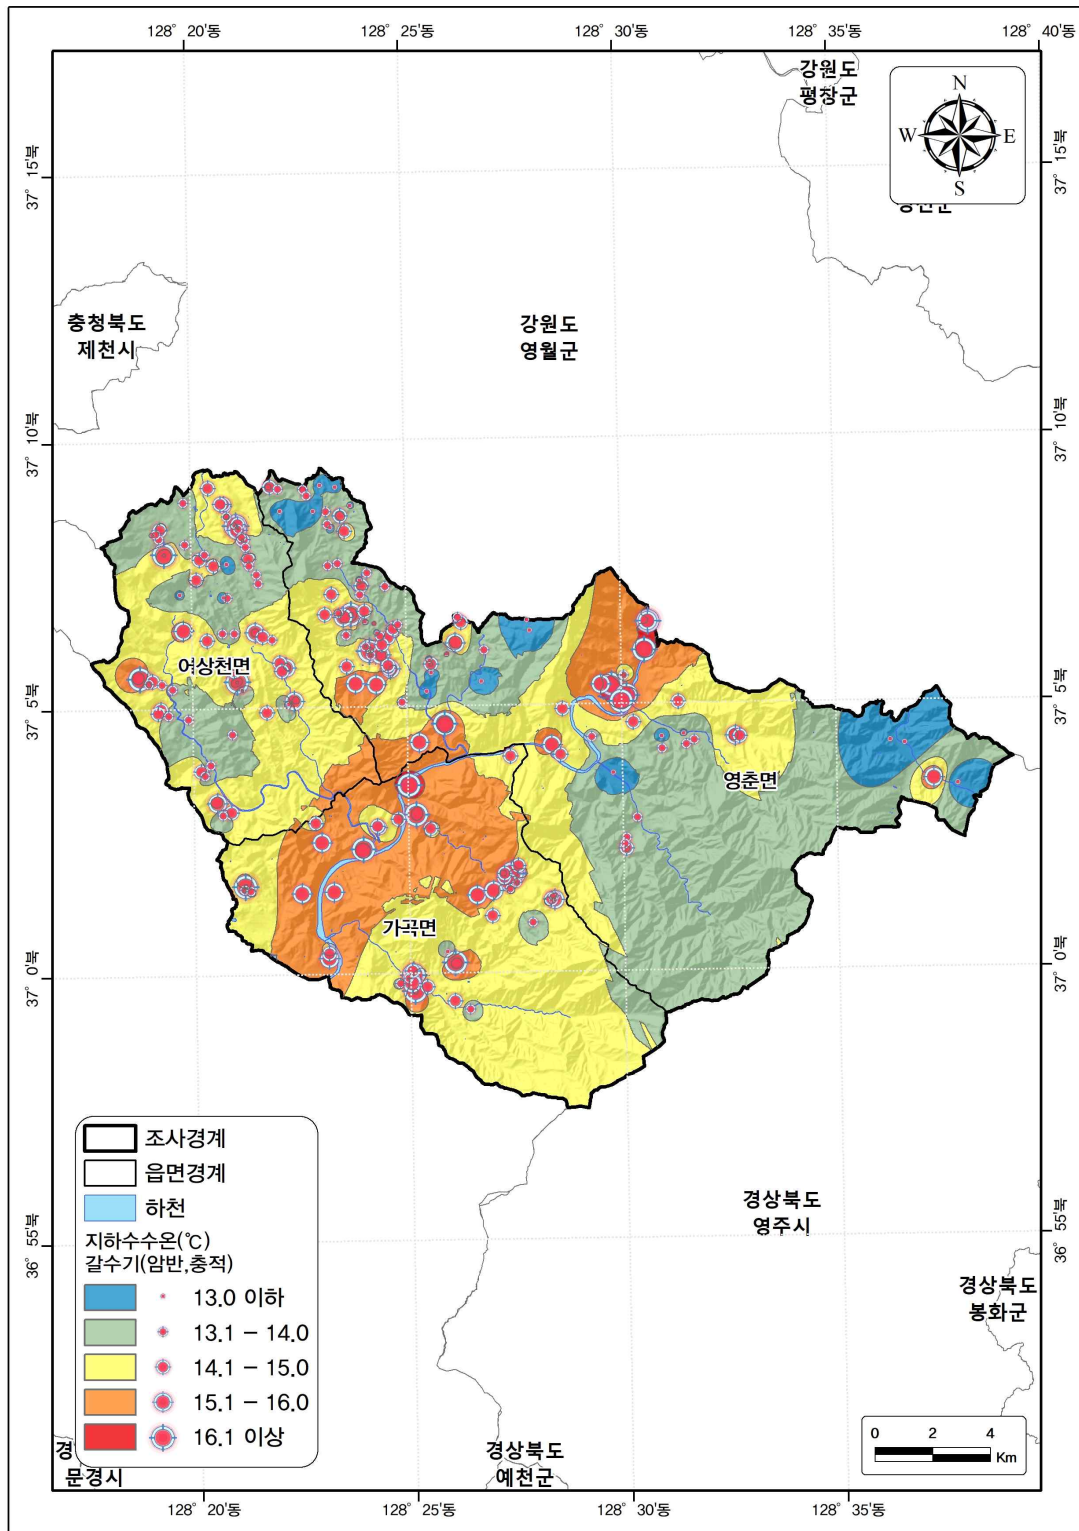 128° 20'동
128° 25'동
128° 30'동
128° 35'동
128° 40'동
강원도
평창군
N
W
E
S
37° 15'북
37° 15'북
충청북도
제천시
강원도
영월군
37° 10'북
37° 10'북
어상천면
37° 5'북
37° 5'북
영춘면
가곡면
37° 0'북
37° 0'북
조사경계
읍면경계
하천
지하수수온(℃)
갈수기(암반,충적)
13.0 이하
13.1 - 14.0
14.1 - 15.0
15.1 - 16.0
16.1 이상
36° 55'북
36° 55'북
경상북도
영주시
경상북도
봉화군
0 2 4
Km
경
문경시
경상북도
예천군
128° 20'동
128° 25'동
128° 30'동
128° 35'동